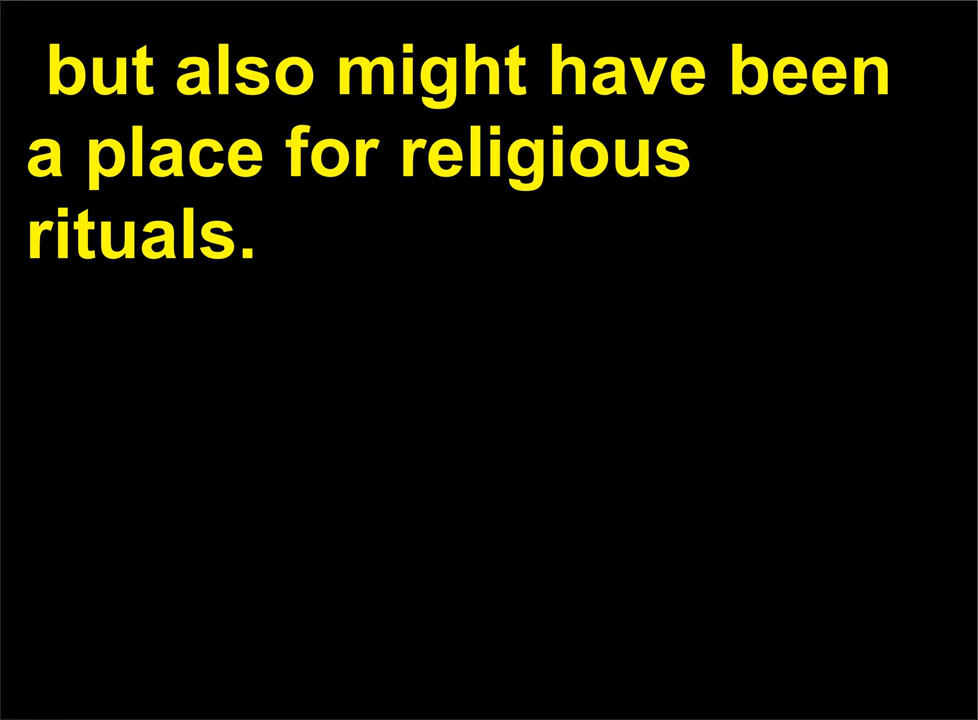 but also might have been
a place for religious
rituals.